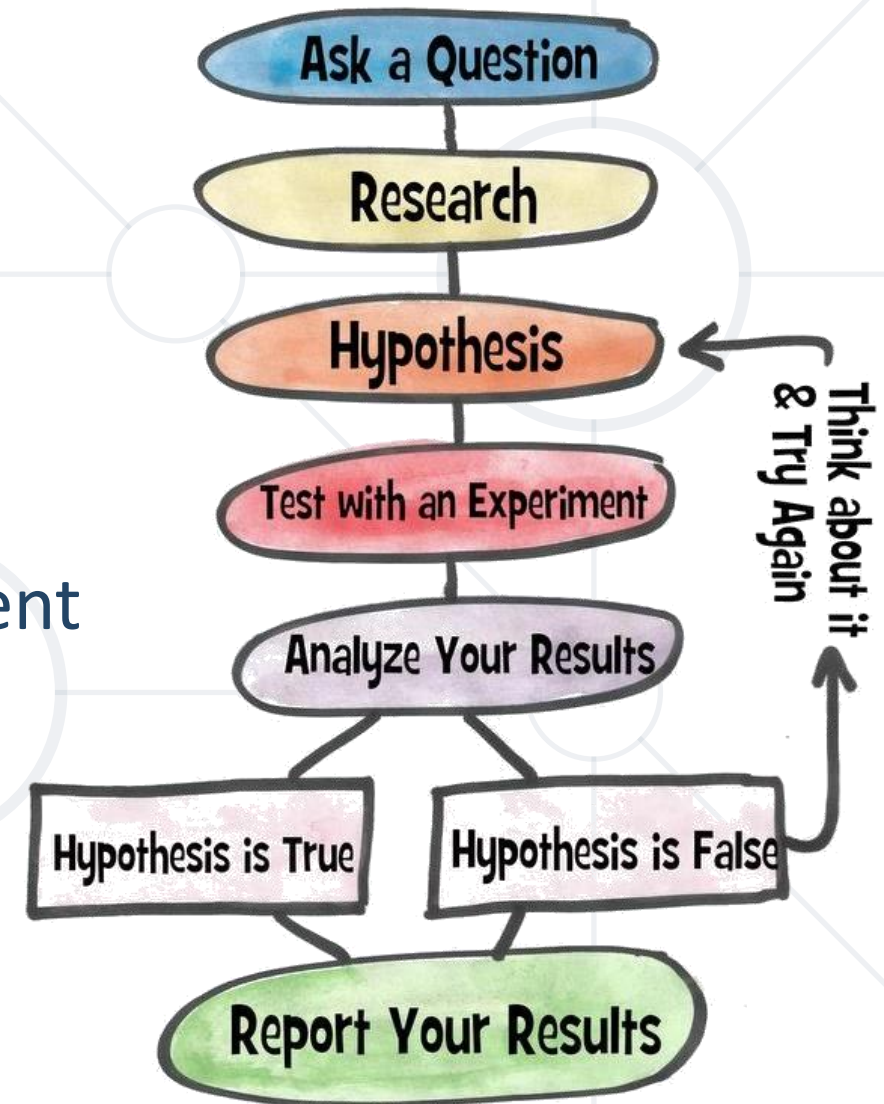 Ask a Question
Research
Hypothesis
Think about it
& Try Again
Test with an Experiment
ent
Analyze Your Results
Hypothesis is True
Hypothesis is False
Report Your Results